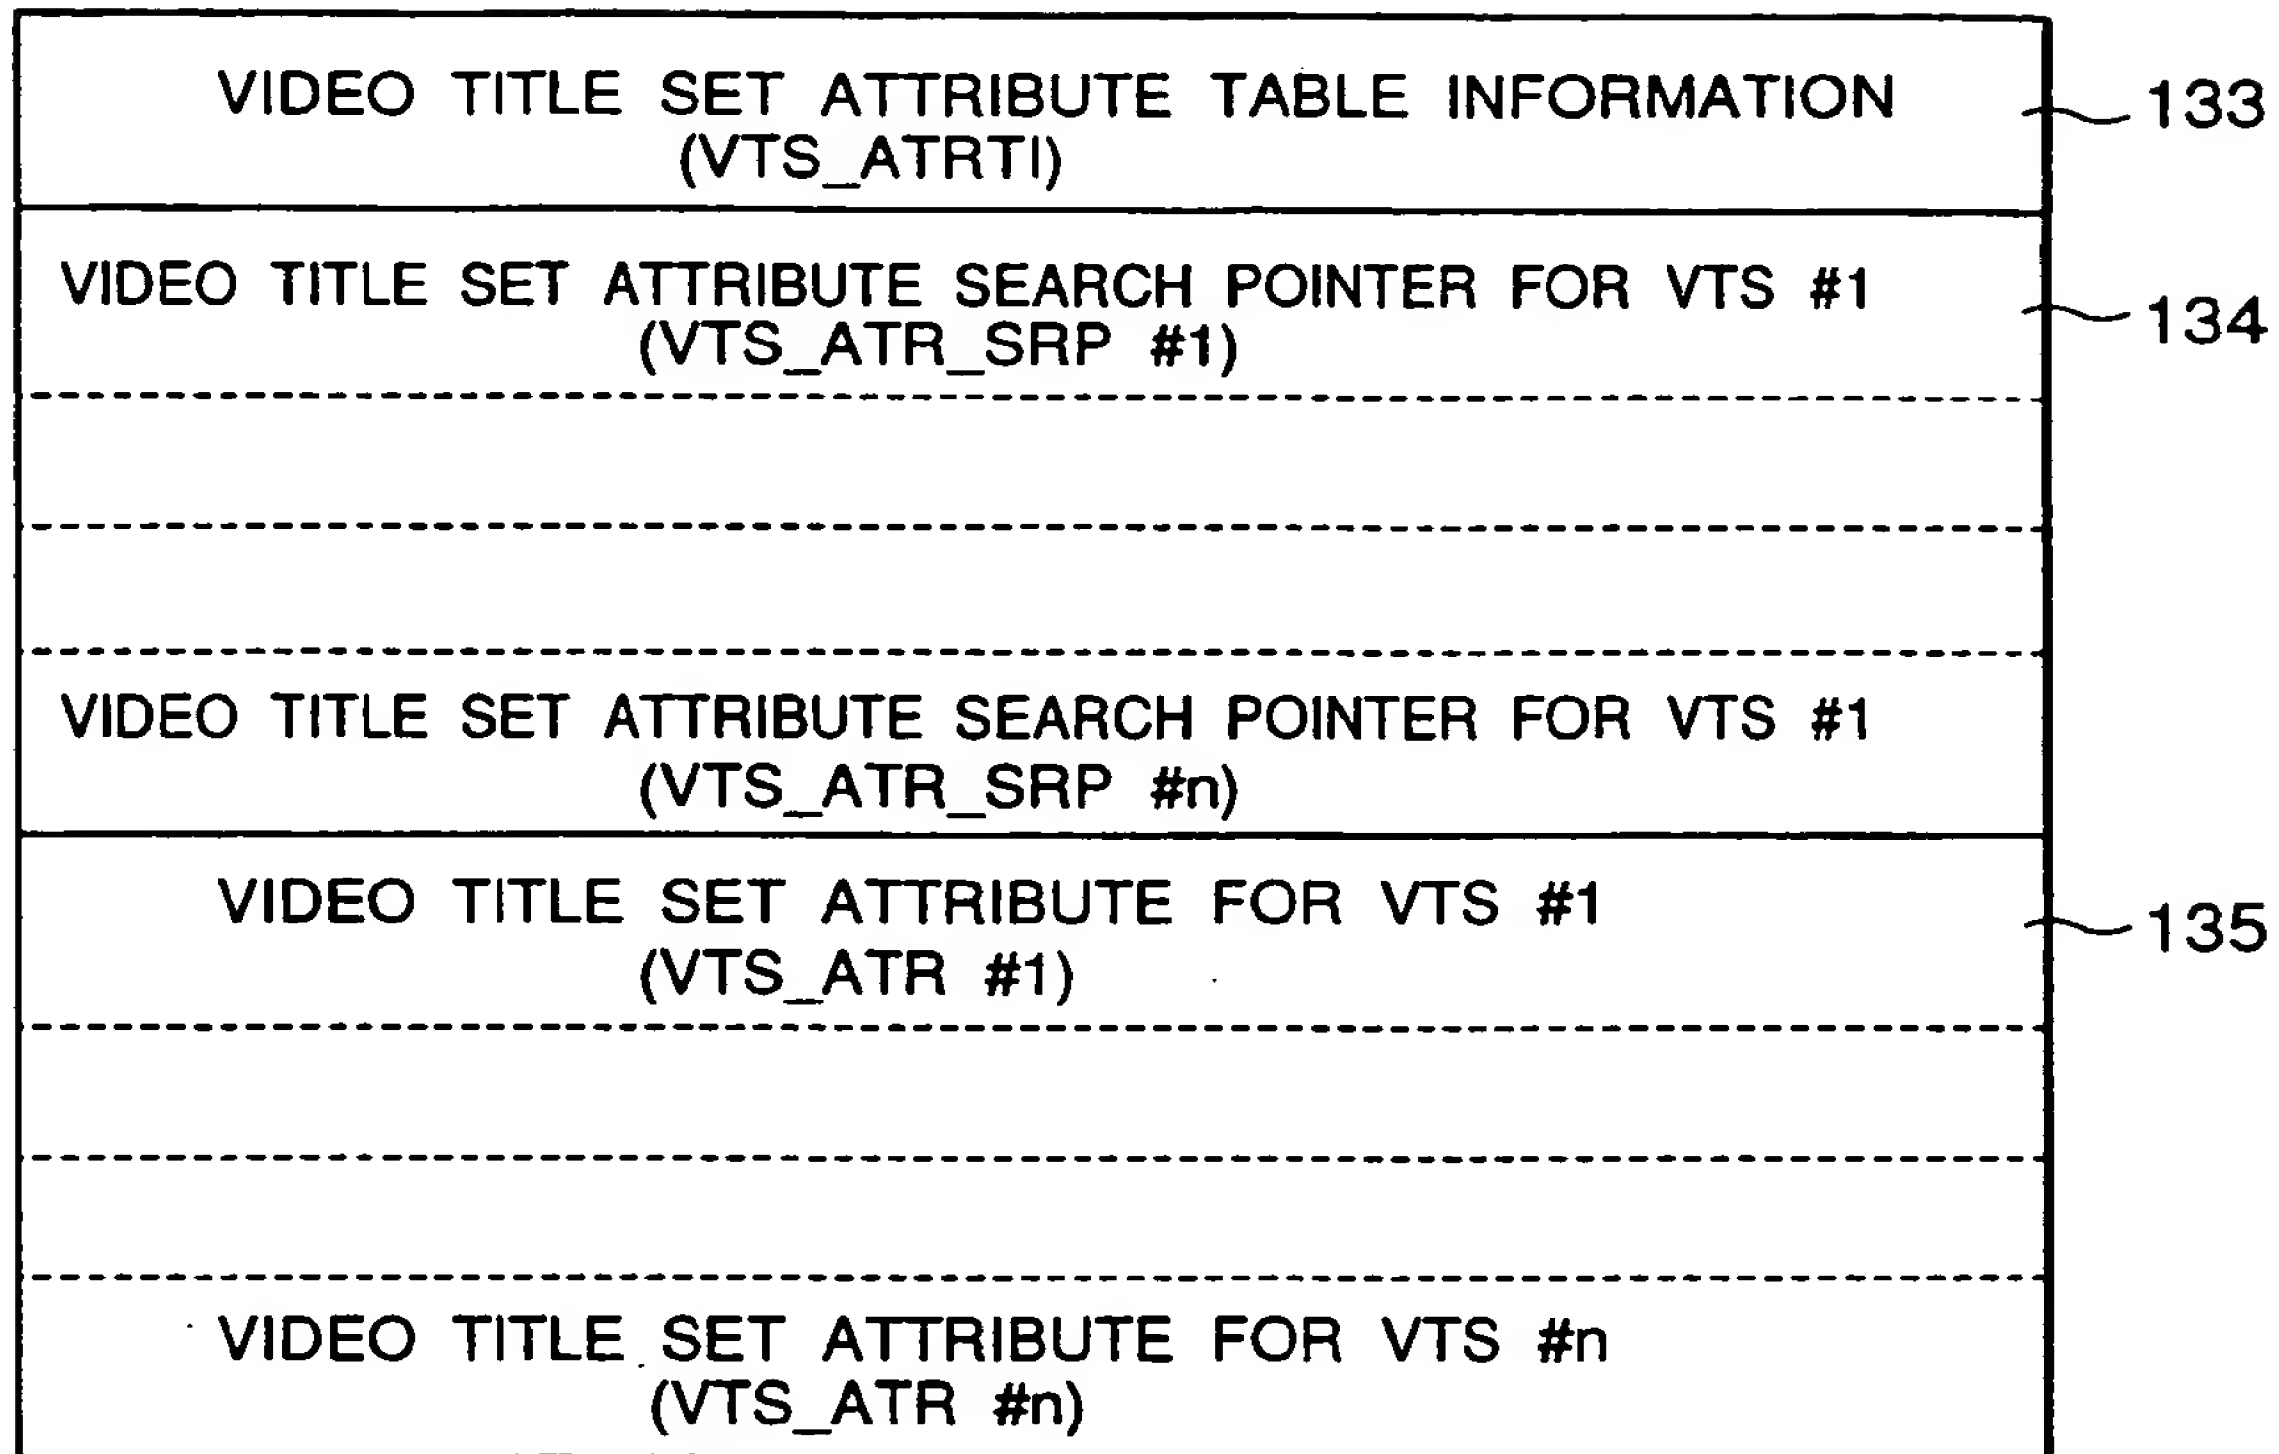 VIDEO TITLE SET ATTRIBUTE TABLE INFORMATION
(VTS_ATRTI)
133
VIDEO TITLE SET ATTRIBUTE SEARCH POINTER FOR VTS #1
(VTS_ATR_SRP #1)
134
VIDEO TITLE SET ATTRIBUTE SEARCH POINTER FOR VTS #1
(VTS_ATR_SRP #n)
VIDEO TITLE SET ATTRIBUTE FOR VTS #1
(VTS_ATR #1)
135
VIDEO TITLE SET ATTRIBUTE FOR VTS #n
(VTS_ATR #n)